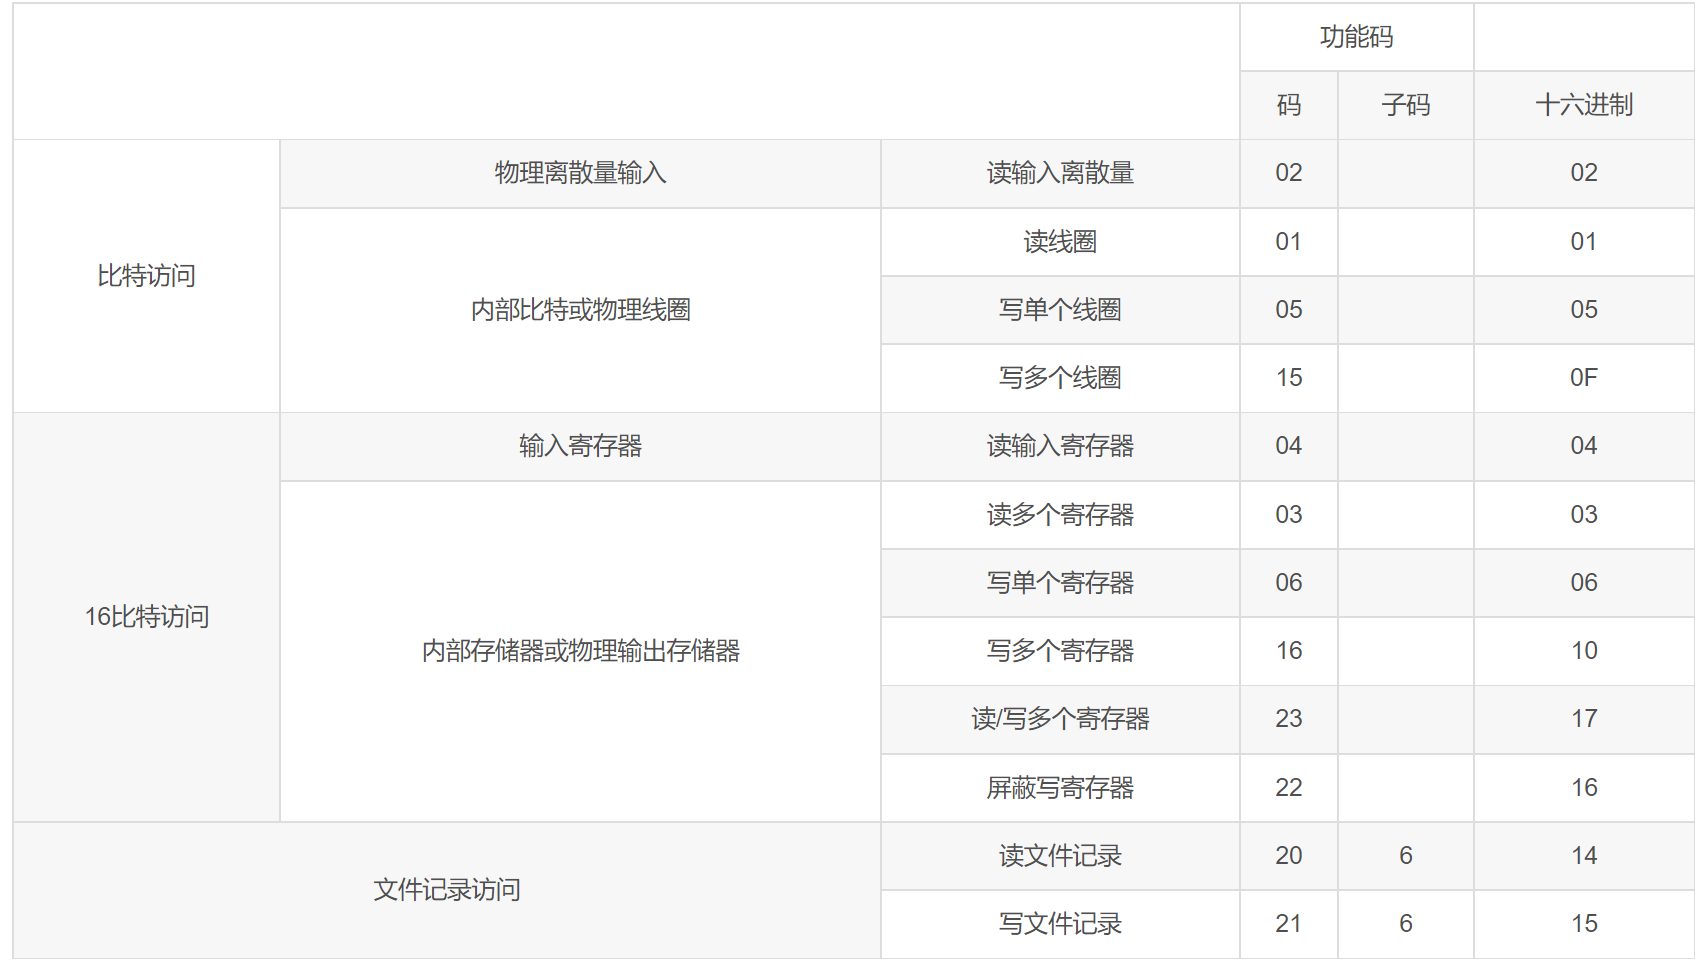 功能码
码 子码 十六进制
物理离散量输入 读输入离散量 02 02
读线圈 01 01
比特访问
内部比特或物理线圈 写单个线圈 05 05
写多个线圈 15 0F
输入寄存器 读输入寄存器 04 04
读多个寄存器 03 03
写单个寄存器 06 06
16比特访问
内部存储器或物理输出存储器 写多个寄存器 16 10
读/写多个寄存器 23 17
屏蔽写寄存器 22 16
读文件记录 20 6 14
文件记录访问
写文件记录 21 6 15